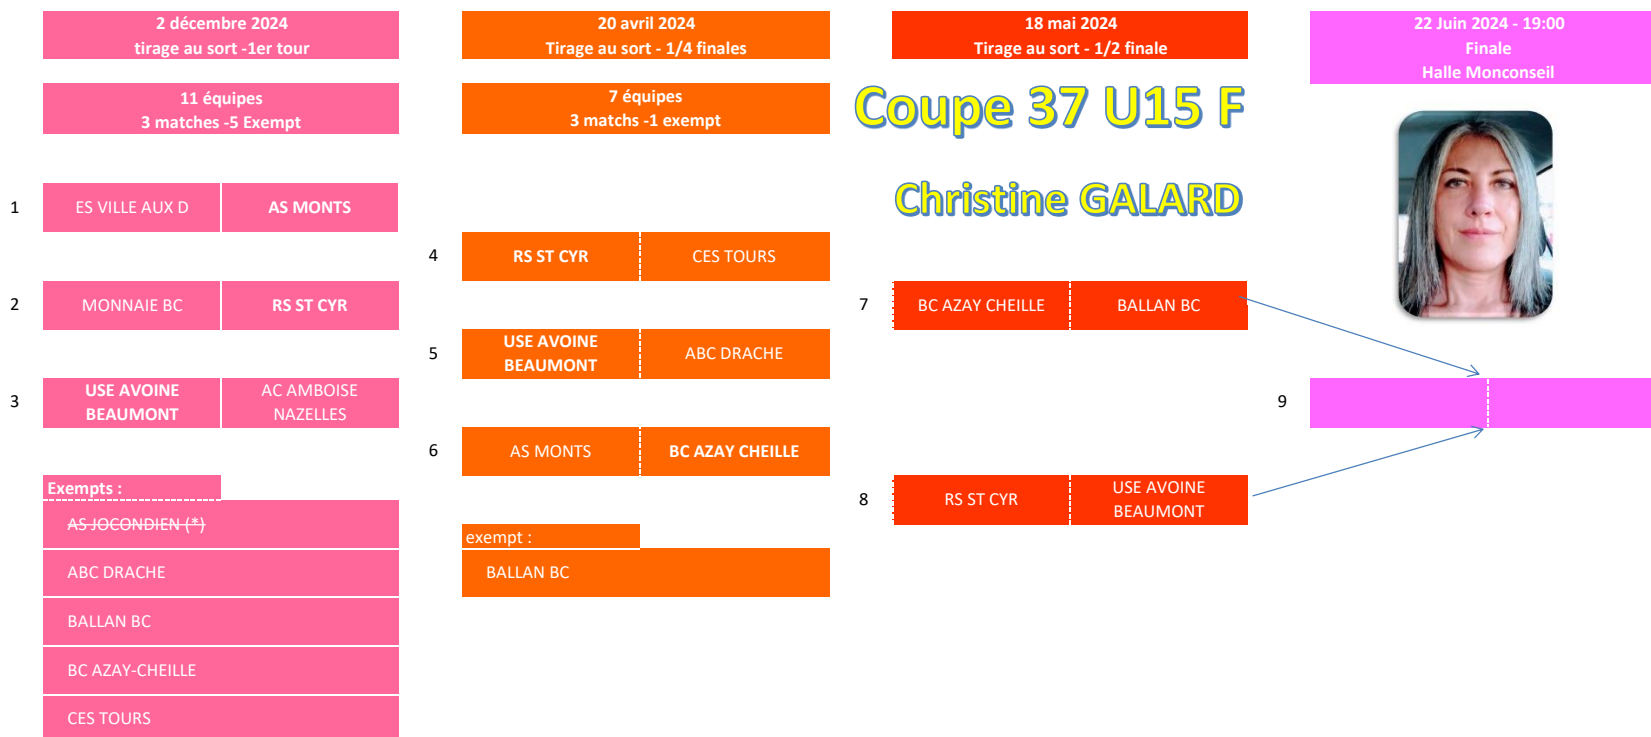 2 décembre 2024
tirage au sort -1er tour
11 équipes
3 matches -5 Exempt
1
ES VILLE AUX D
AS MONTS
2
MONNAIE BC
RS ST CYR
3
USE AVOINE
BEAUMONT
AC AMBOISE
NAZELLES
Exempts :
AS JOCONDIEN (*)
ABC DRACHE
BALLAN BC
BC AZAY-CHEILLE
CES TOURS
20 avril 2024
Tirage au sort - 1/4 finales
7 équipes
3 matchs -1 exempt
4
RS ST CYR
CES TOURS
5
USE AVOINE
BEAUMONT
ABC DRACHE
6
AS MONTS
BC AZAY CHEILLE
exempt :
BALLAN BC
18 mai 2024
Tirage au sort - 1/2 finale
Coupe 37 U15 F
Christine GALARD
7
BC AZAY CHEILLE
BALLAN BC
8
RS ST CYR
USE AVOINE
BEAUMONT
22 Juin 2024 - 19:00
Finale
Halle Monconseil
9